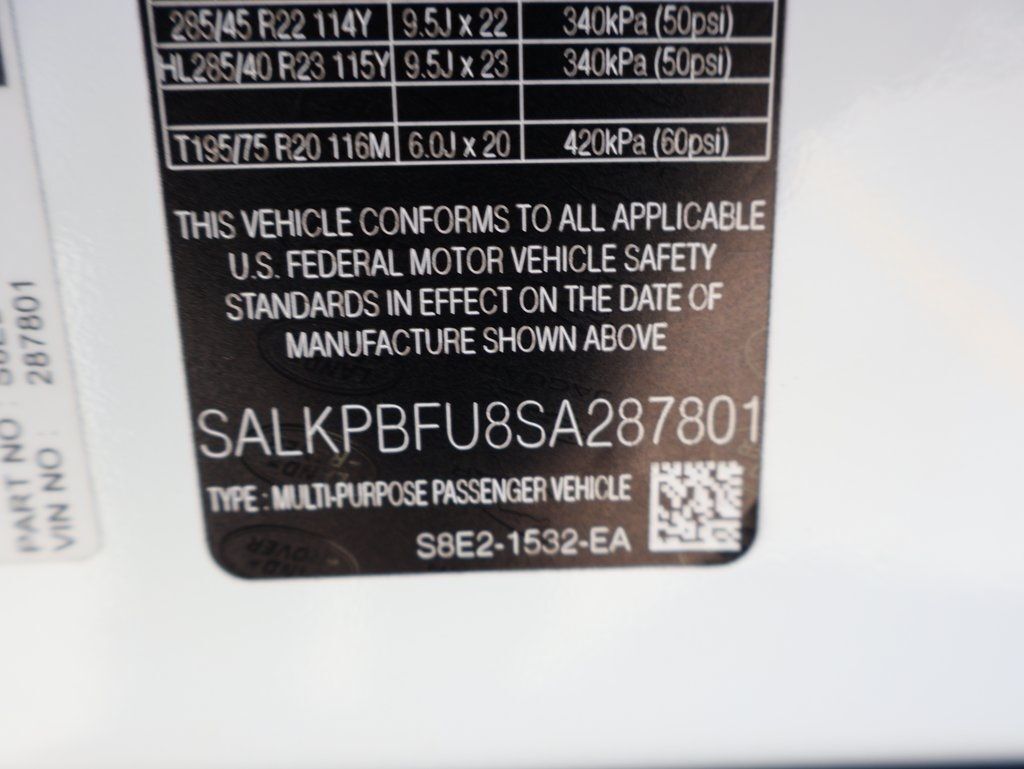 285/45 R22 114Y 9.5J x 22 340kPa (50psi)
HL285/40 R23 115Y 9.5J x 23 340kPa (50psi)
T195/75 R20 116M 6.0J x 20 420kPa (60psi)
THIS VEHICLE CONFORMS TO ALL APPLICABLE
U.S. FEDERAL MOTOR VEHICLE SAFETY
STANDARDS IN EFFECT ON THE DATE OF
MANUFACTURE SHOWN ABOVE
SALKPBFU8SA287801
TYPE : MULTI-PURPOSE PASSENGER VEHICLE
S8E2-1532-EA
PART NO :
VIN NO : 287801